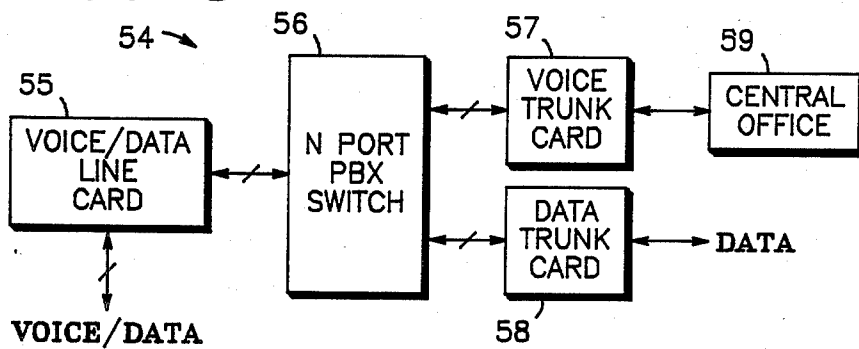 54
55
VOICE/DATA
LINE
CARD
VOICE/DATA
56
N PORT
PBX
SWITCH
57
VOICE
TRUNK
CARD
59
CENTRAL
OFFICE
DATA
TRUNK
CARD
58
DATA